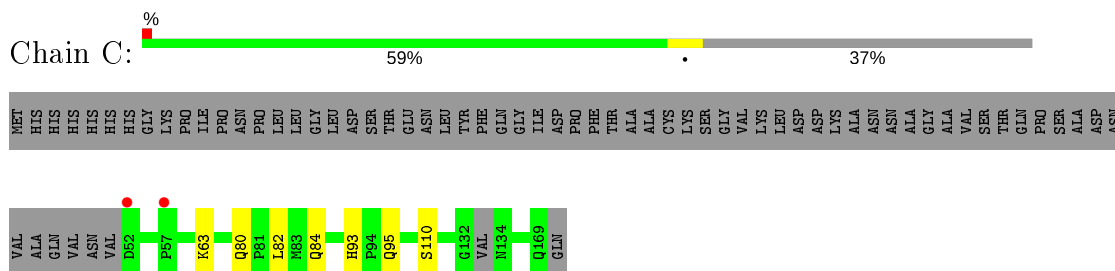 %
Chain C:
59%
•
37%
MET HIS HIS HIS HIS HIS HIS GLY LYS PRO ILE PRO ASN PRO LEU LEU GLY LEU ASP SER THR GLU ASN LEU TYR PHE GLN GLY ILE ASP PRO PHE THR ALA ALA CYS LYS SER GLY VAL LYS LEU ASP ASP LYS ALA ASN ASN ALA GLY ALA VAL SER THR GLN PRO SER ALA ASP ASN
VAL ALA GLN VAL ASN VAL D52 P57 K63 Q80 P81 L82 M83 Q84 H93 P94 Q95 S110 G132 VAL N134 Q169 GLN